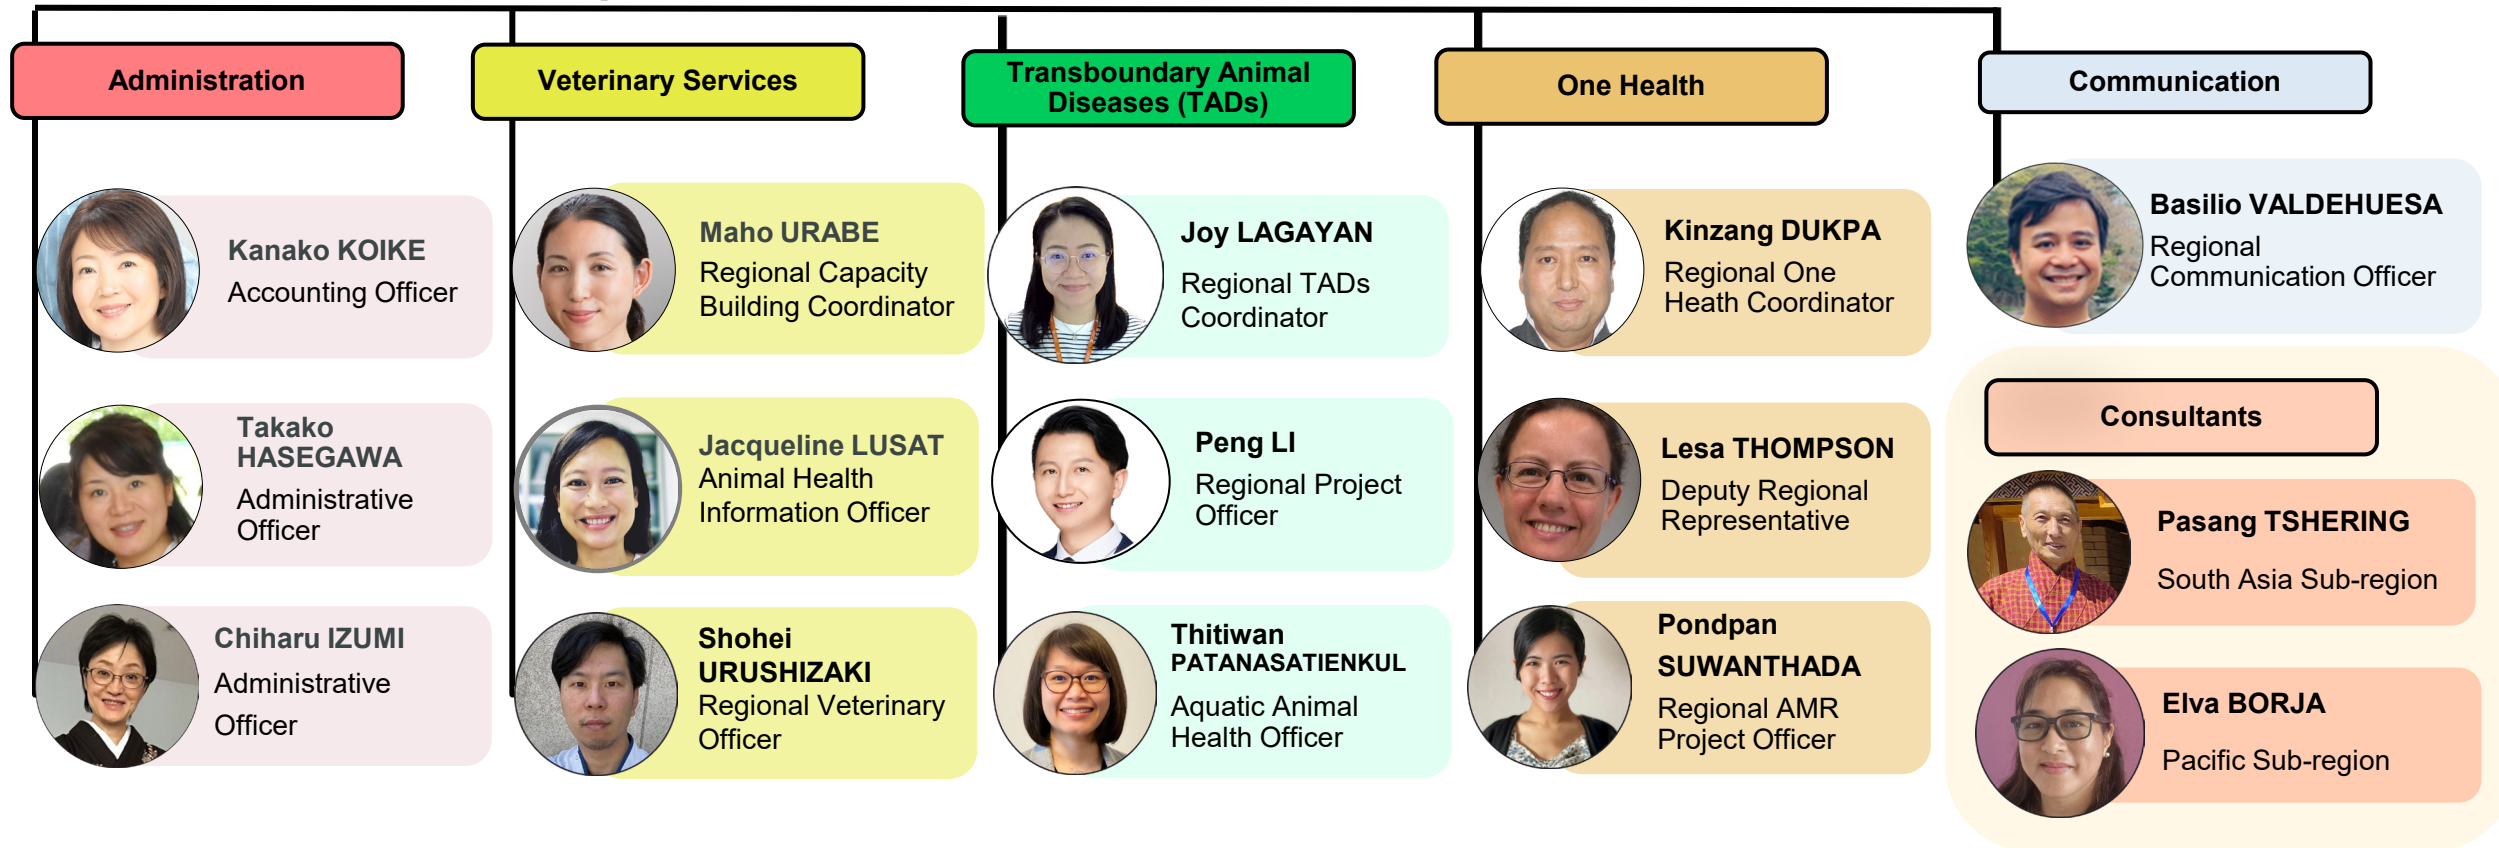 Administration
Kanako KOIKE
Accounting Officer
Takako
HASEGAWA
Administrative
Officer
Chiharu IZUMI
Administrative
Officer
Veterinary Services
Maho URABE
Regional Capacity
Building Coordinator
Jacqueline LUSAT
Animal Health
Information Officer
Shohei
URUSHIZAKI
Regional Veterinary
Officer
Transboundary Animal
Diseases (TADs)
Joy LAGAYAN
Regional TADs
Coordinator
Peng LI
Regional Project
Officer
Thitiwan
PATANASATIENKUL
Aquatic Animal
Health Officer
One Health
Kinzang DUKPA
Regional One
Heath Coordinator
Lesa THOMPSON
Deputy Regional
Representative
Pondpan
SUWANTHADA
Regional AMR
Project Officer
Communication
Basilio VALDEHUESA
Regional
Communication Officer
Consultants
Pasang TSHERING
South Asia Sub-region
Elva BORJA
Pacific Sub-region